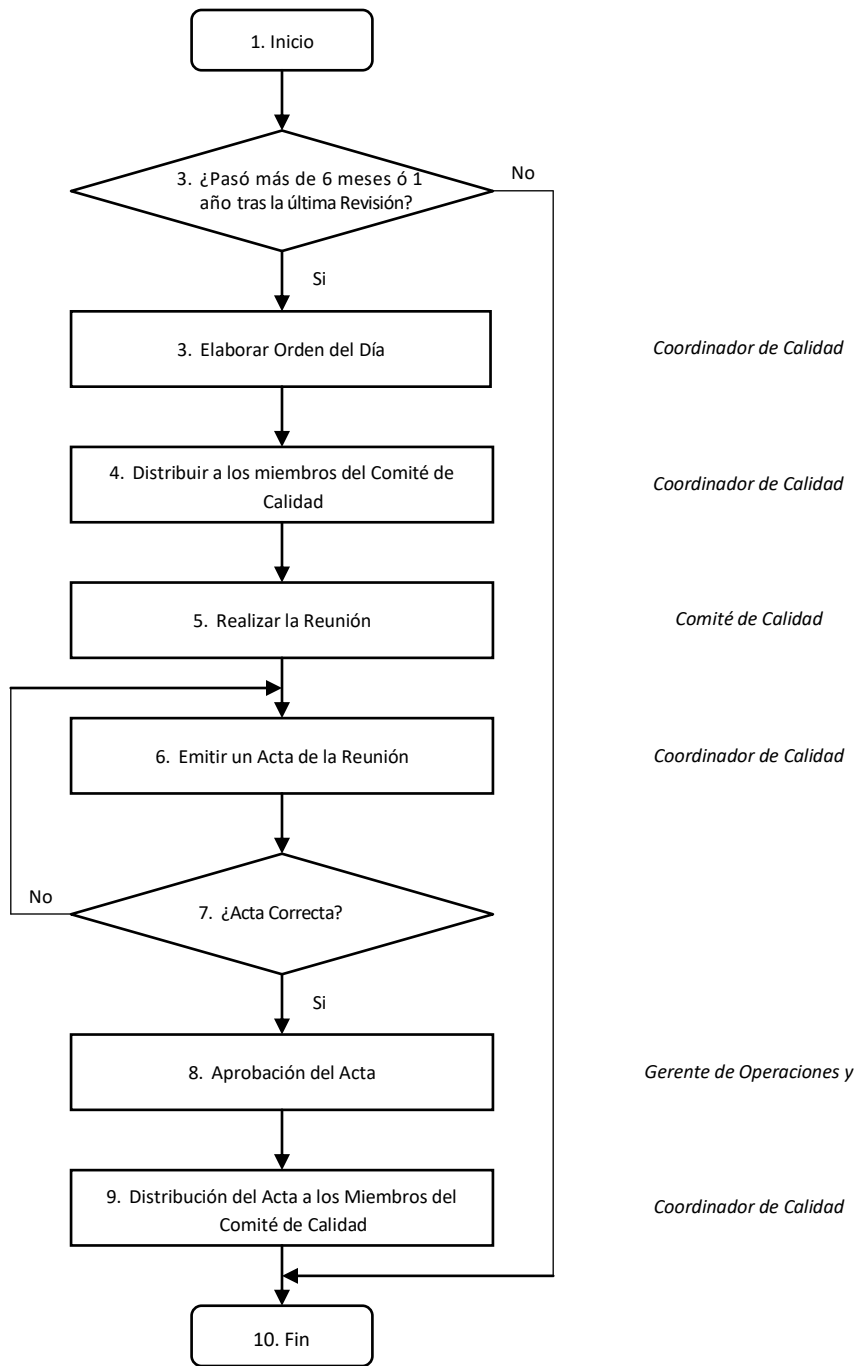 1. Inicio
3. ¿Pasó más de 6 meses ó 1
año tras la última Revisión?
No
Si
3. Elaborar Orden del Día
Coordinador de Calidad
4. Distribuir a los miembros del Comité de
Calidad
Coordinador de Calidad
5. Realizar la Reunión
Comité de Calidad
6. Emitir un Acta de la Reunión
Coordinador de Calidad
No
7. ¿Acta Correcta?
Si
8. Aprobación del Acta
Gerente de Operaciones y
9. Distribución del Acta a los Miembros del
Comité de Calidad
Coordinador de Calidad
10. Fin